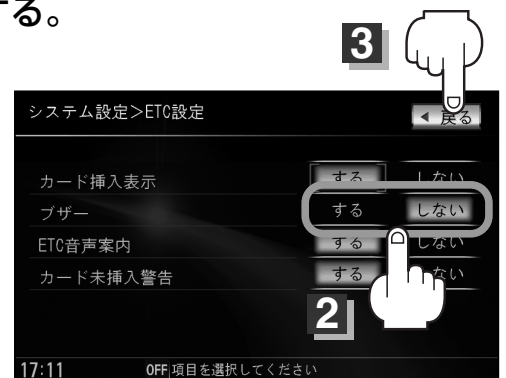 する。
3
システム設定>ETC設定
◀ 戻る
カード挿入表示 する しない
ブザー する しない
ETC音声案内 する しない
カード未挿入警告 する ない
2
17:11 OFF 項目を選択してください